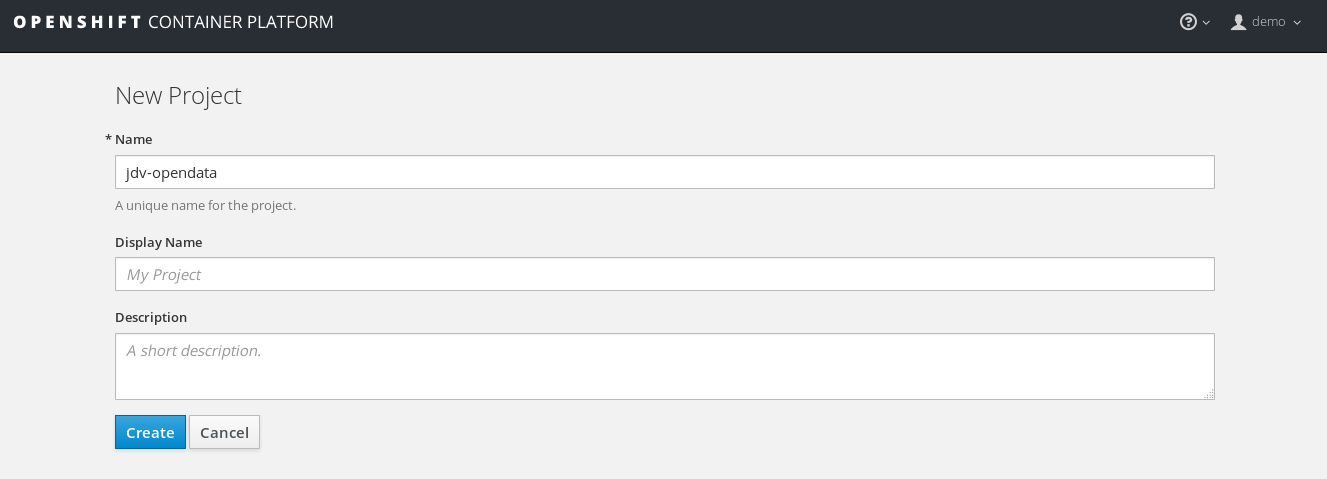 OPENSHIFT CONTAINER PLATFORM
? demo
New Project
* Name
jdv-opendata
A unique name for the project.
Display Name
My Project
Description
A short description.
Create Cancel